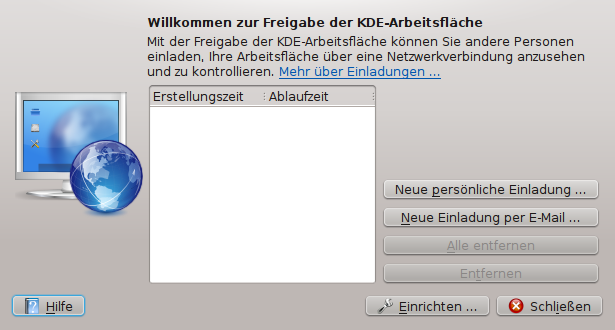 Willkommen zur Freigabe der KDE-Arbeitsfläche
Mit der Freigabe der KDE-Arbeitsfläche können Sie andere Personen
einladen, Ihre Arbeitsfläche über eine Netzwerkverbindung anzusehen
und zu kontrollieren. Mehr über Einladungen ...
Erstellungszeit Ablaufzeit
Neue persönliche Einladung ...
Neue Einladung per E-Mail ...
Alle entfernen
Entfernen
Hilfe Einrichten ... Schließen